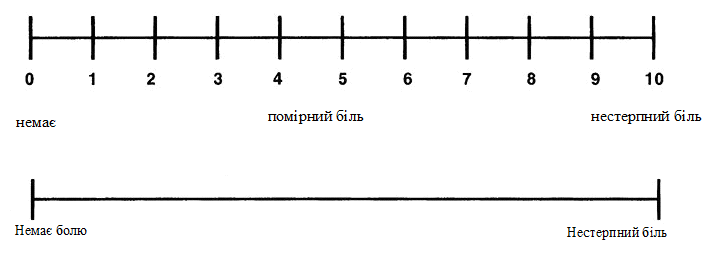 0 1 2 3 4 5 6 7 8 9 10
немає помірний біль нестерпний біль
Немає болю Нестерпний біль